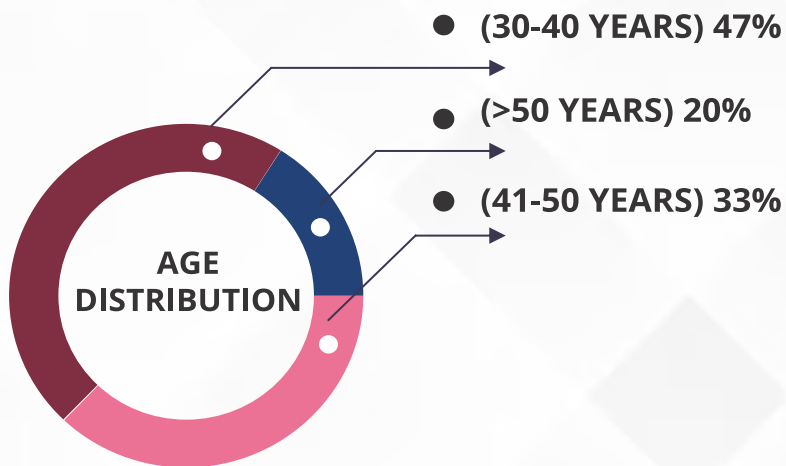 (30-40 YEARS) 47%
(>50 YEARS) 20%
(41-50 YEARS) 33%
AGE
DISTRIBUTION